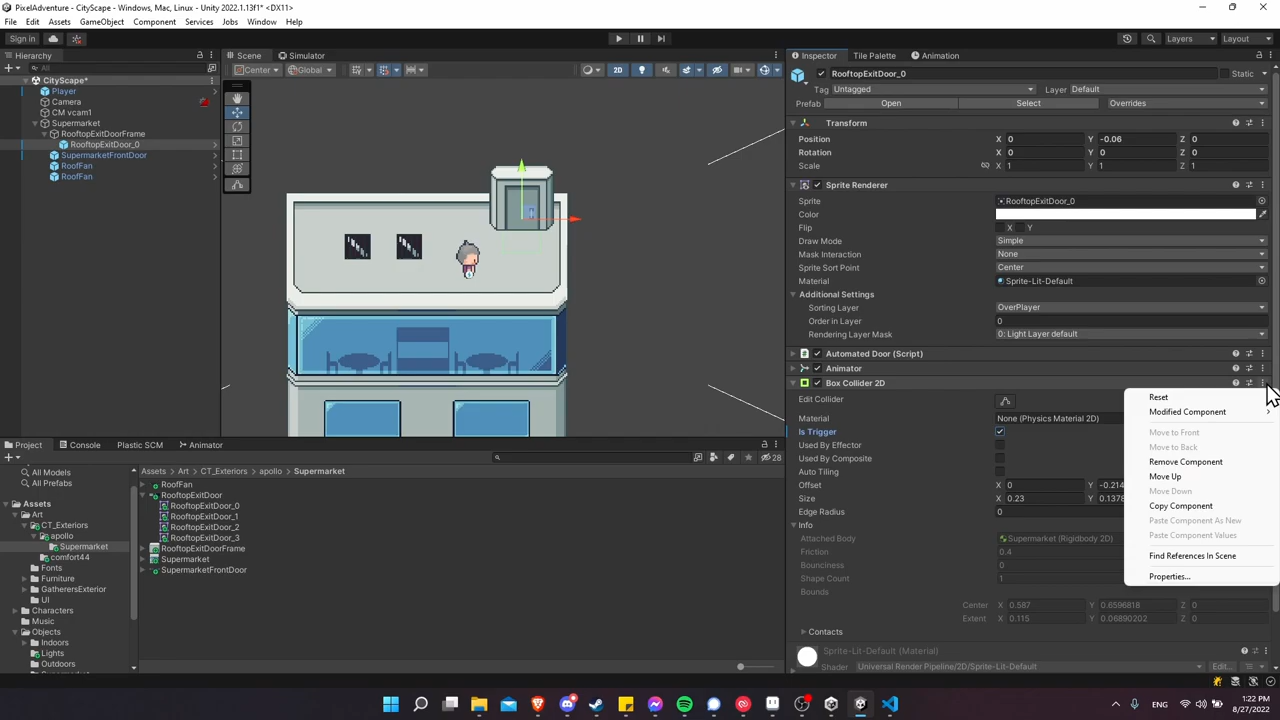 PixelAdventure - CityScape - Windows, Mac, Linux - Unity 2022.1.13f1* <DX11>
File Edit Assets GameObject Component Services Jobs Window Help
Sign in
Layers Layout
Hierarchy
All
CityScape*
Player
Camera
CM vcam1
Supermarket
RooftopExitDoorFrame
RooftopExitDoor_0
SupermarketFrontDoor
RoofFan
RoofFan
Scene Simulator
Center Global 2D
Inspector Tile Palette Animation
RooftopExitDoor_0 Static
Tag Untagged Layer Default
Prefab Open Select Overrides
Transform
Position X 0 Y -0.06 Z 0
Rotation X 0 Y 0 Z 0
Scale X 1 Y 1 Z 1
Sprite Renderer
Sprite RooftopExitDoor_0
Color
Flip X Y
Draw Mode Simple
Mask Interaction None
Sprite Sort Point Center
Material Sprite-Lit-Default
Additional Settings
Sorting Layer OverPlayer
Order in Layer 0
Rendering Layer Mask 0: Light Layer default
Automated Door (Script)
Animator
Box Collider 2D
Edit Collider
Material None (Physics Material 2D)
Is Trigger
Used By Effector
Used By Composite
Auto Tiling
Offset X 0 Y -0.214
Size X 0.23 Y 0.1378
Edge Radius 0
Info
Attached Body Supermarket (Rigidbody 2D)
Friction 0.4
Bounciness 0
Shape Count 1
Bounds
Center X 0.587 Y 0.6596818 Z 0
Extent X 0.115 Y 0.06890202 Z 0
Contacts
Sprite-Lit-Default (Material)
Shader Universal Render Pipeline/2D/Sprite-Lit-Default Edit...
Reset
Modified Component
Move to Front
Move to Back
Remove Component
Move Up
Move Down
Copy Component
Paste Component As New
Paste Component Values
Find References In Scene
Properties...
Project Console Plastic SCM Animator
28
All Models
All Prefabs
Assets
Art
CT_Exteriors
apollo
Supermarket
comfort44
Fonts
Furniture
GatherersExterior
UI
Characters
Music
Objects
Indoors
Lights
Outdoors
Assets > Art > CT_Exteriors > apollo > Supermarket
RoofFan
RooftopExitDoor
RooftopExitDoor_0
RooftopExitDoor_1
RooftopExitDoor_2
RooftopExitDoor_3
RooftopExitDoorFrame
Supermarket
SupermarketFrontDoor
ENG
1:22 PM
8/27/2022